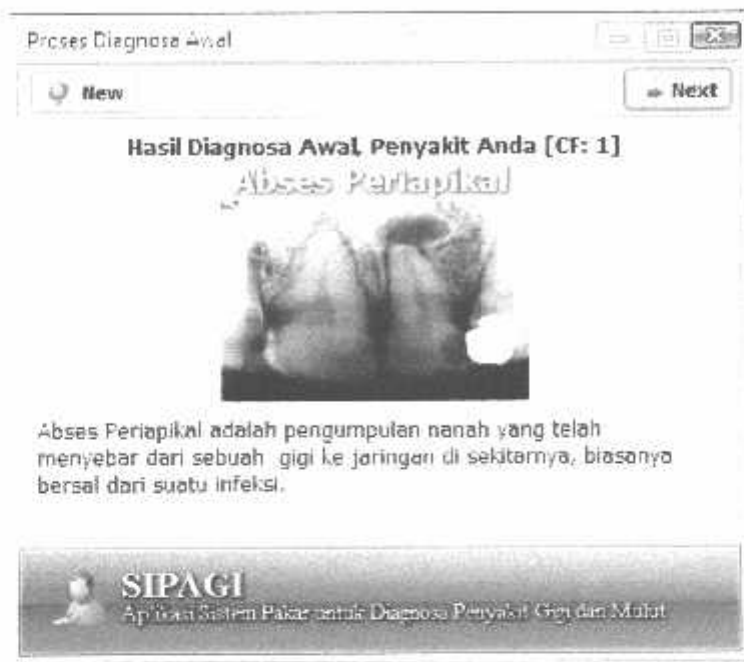 Proses Diagnosa Awal
New
Next
Hasil Diagnosa Awal, Penyakit Anda [CF: 1]
Abses Periapikal
Abses Periapikal adalah pengumpulan nanah yang telah
menyebar dari sebuah gigi ke jaringan di sekitarnya, biasanya
bersal dari suatu infeksi.
SIPAGI
Aplikasi Sistem Pakar untuk Diagnosa Penyakit Gigi dan Mulut